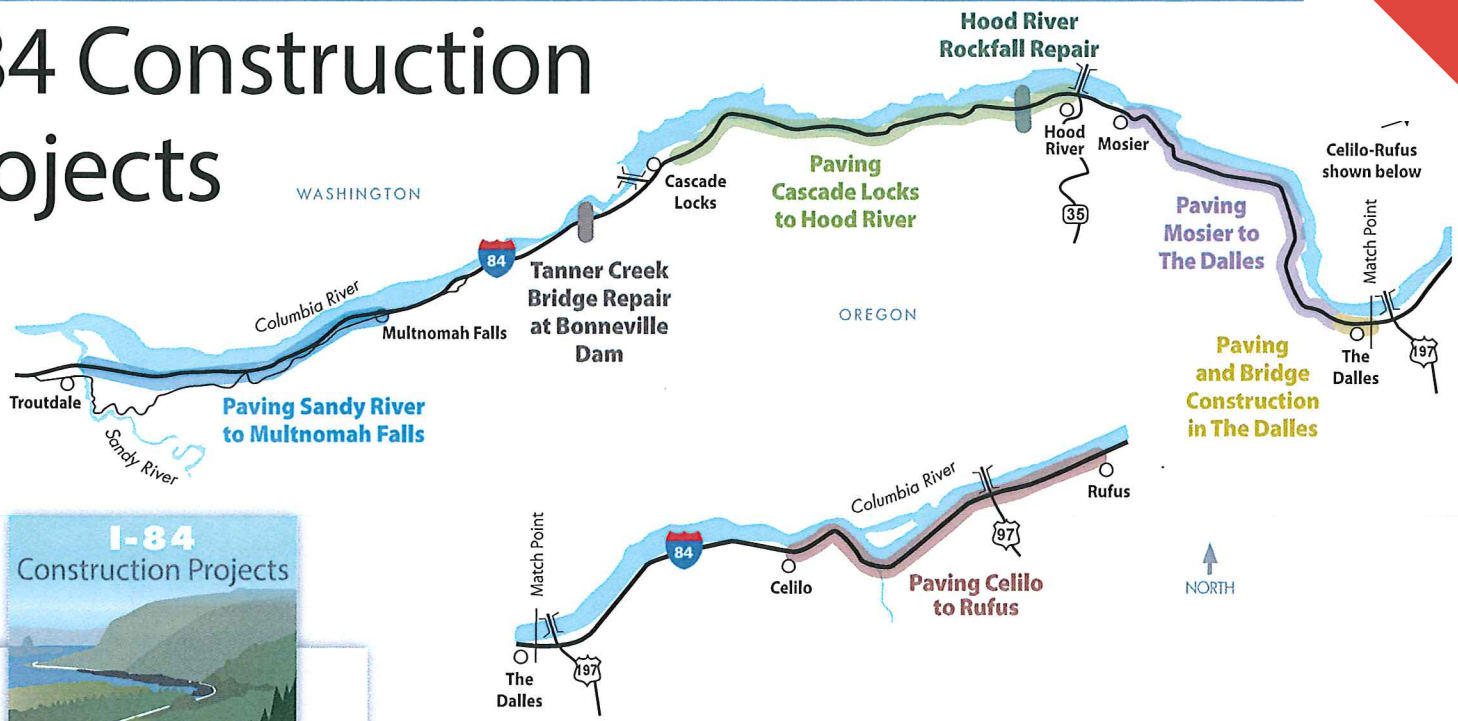 84 Construction
ojects
WASHINGTON
Hood River
Rockfall Repair
Hood
River
Mosier
35
Celilo-Rufus
shown below
Match Point
Paving
Cascade Locks
to Hood River
Cascade
Locks
Paving
Mosier to
The Dalles
84
Tanner Creek
Bridge Repair
at Bonneville
Dam
OREGON
Columbia River
Multnomah Falls
Troutdale
Sandy River
Paving Sandy River
to Multnomah Falls
Paving
and Bridge
Construction
in The Dalles
The
Dalles
197
Columbia River
Rufus
97
Match Point
84
Celilo
Paving Celilo
to Rufus
NORTH
The
Dalles
197
I-84
Construction Projects